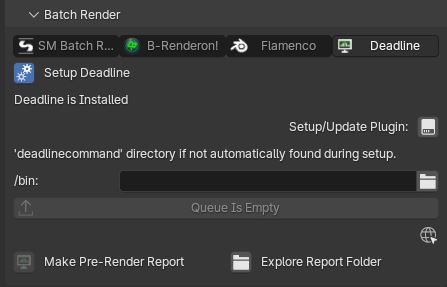 Batch Render
SM Batch R... B-Renderon! Flamenco Deadline
Setup Deadline
Deadline is Installed
Setup/Update Plugin:
'deadlinecommand' directory if not automatically found during setup.
/bin:
Queue Is Empty
Make Pre-Render Report Explore Report Folder